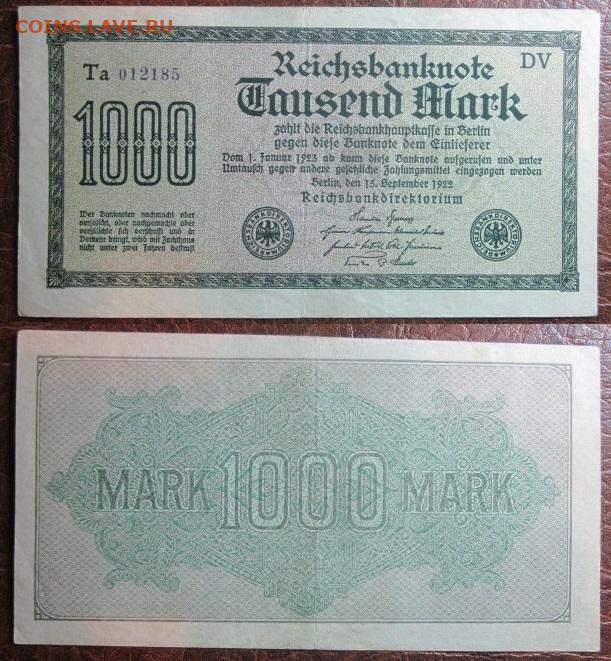 COINS.LAVE.RU
Ta 012185
DV
1000
Reichsbanknote
Tausend Mark
zahlt die Reichsbankhauptkasse in Berlin
gegen diese Banknote dem Einlieferer
Vom 1. Januar 1923 ab kann diese Banknote aufgerufen und unter
Umtausch gegen andere gesetzliche Zahlungsmittel eingezogen werden
Berlin, den 15. September 1922
Reichsbankdirektorium
Wer Banknoten nachmacht oder
verfälscht, oder nachgemachte oder
verfälschte sich verschafft und in
Verkehr bringt, wird mit Zuchthaus
nicht unter zwei Jahren bestraft
REICHSBANKDIREKTORIUM
REICHSBANKDIREKTORIUM
MARK 1000 MARK